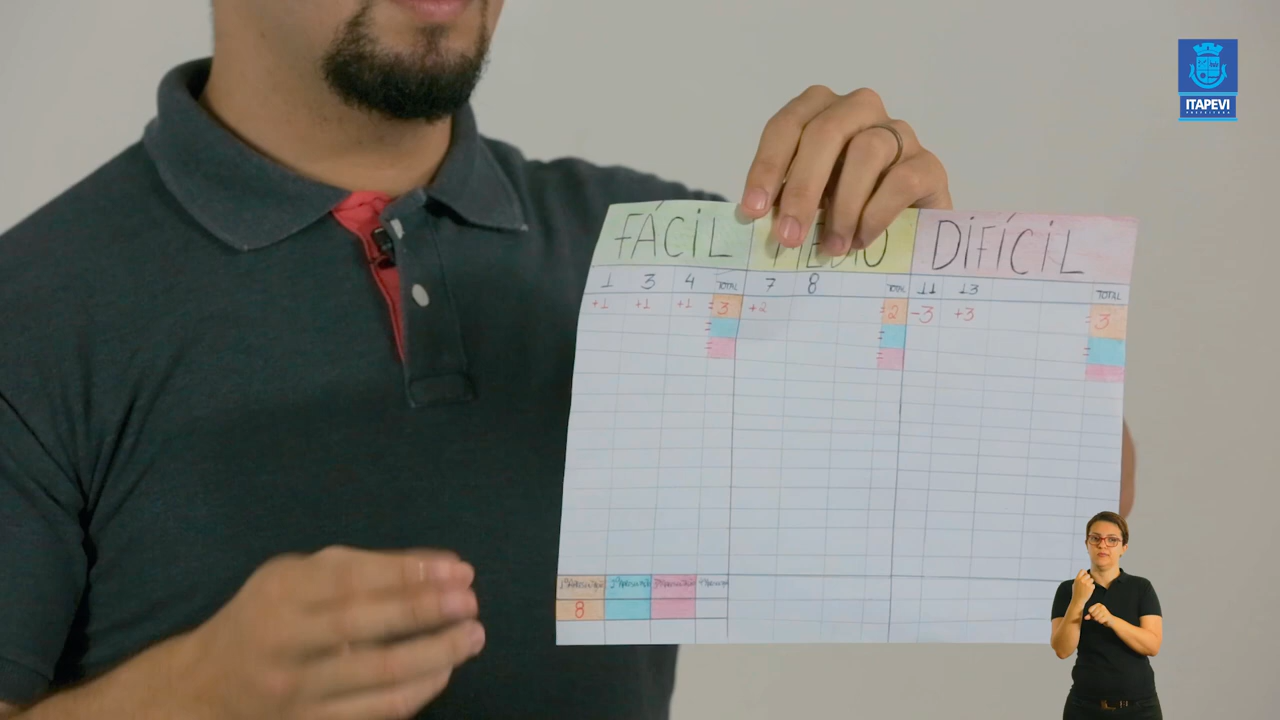 ITAPEVI
PREFEITURA
FÁCIL MÉDIO DIFÍCIL
1 3 4 TOTAL 7 8 TOTAL 11 13 TOTAL
+1 +1 +1 =3 +2 =2 -3 +3 =3
= = =
= = =
8